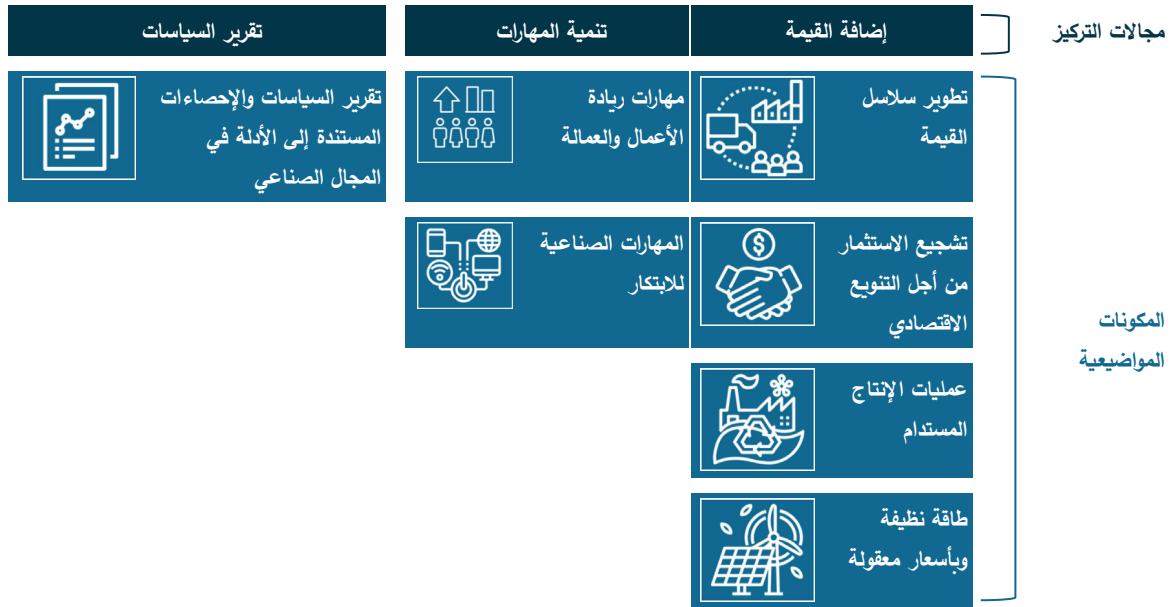 مجالات التركيز
إضافة القيمة
تنمية المهارات
تقرير السياسات
المكونات
المواضيعية
تطوير سلاسل
القيمة
مهارات ريادة
الأعمال والعمالة
تقرير السياسات والإحصاءات
المستندة إلى الأدلة في
المجال الصناعي
تشجيع الاستثمار
من أجل التنويع
الاقتصادي
المهارات الصناعية
للابتكار
عمليات الإنتاج
المستدام
طاقة نظيفة
وبأسعار معقولة